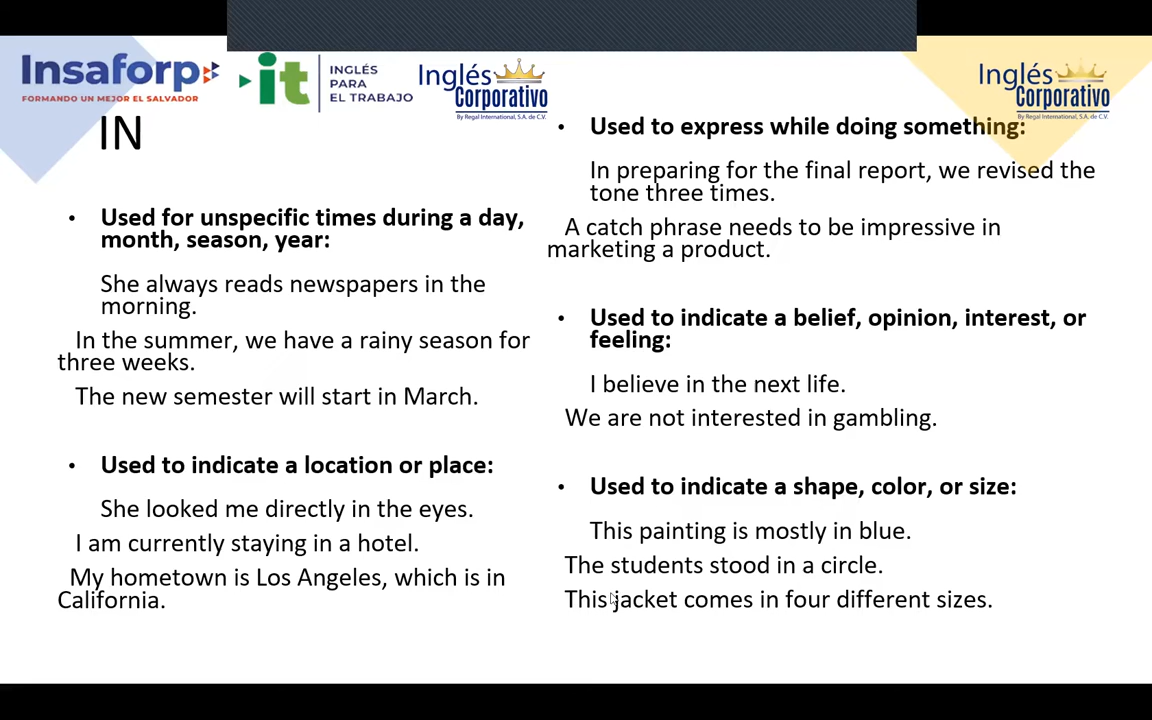 Insaforp
FORMANDO UN MEJOR EL SALVADOR
it
INGLÉS
PARA
EL TRABAJO
Inglés
Corporativo
By Regal International, S.A. de C.V.
Inglés
Corporativo
By Regal International, S.A. de C.V.
IN
• Used for unspecific times during a day,
month, season, year:
She always reads newspapers in the
morning.
In the summer, we have a rainy season for
three weeks.
The new semester will start in March.
• Used to indicate a location or place:
She looked me directly in the eyes.
I am currently staying in a hotel.
My hometown is Los Angeles, which is in
California.
• Used to express while doing something:
In preparing for the final report, we revised the
tone three times.
A catch phrase needs to be impressive in
marketing a product.
• Used to indicate a belief, opinion, interest, or
feeling:
I believe in the next life.
We are not interested in gambling.
• Used to indicate a shape, color, or size:
This painting is mostly in blue.
The students stood in a circle.
This jacket comes in four different sizes.